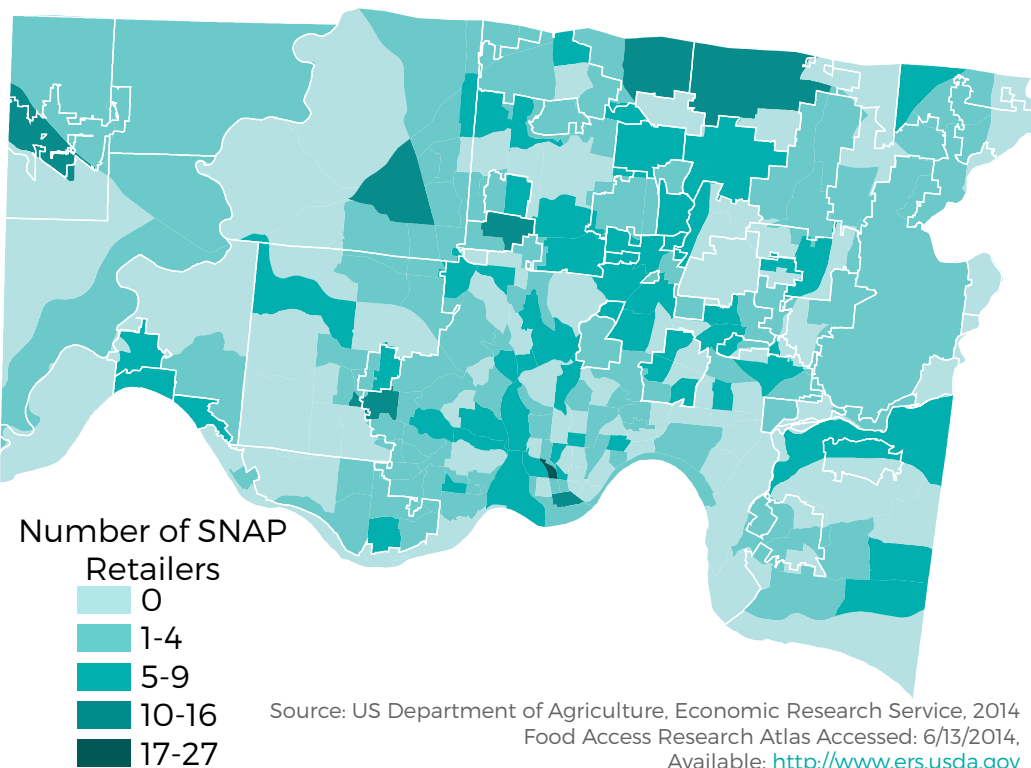 Number of SNAP
Retailers
0
1-4
5-9
10-16
17-27
Source: US Department of Agriculture, Economic Research Service, 2014
Food Access Research Atlas Accessed: 6/13/2014,
Available: http://www.ers.usda.gov